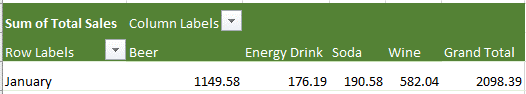 Sum of Total Sales Column Labels
Row Labels Beer Energy Drink Soda Wine Grand Total
January 1149.58 176.19 190.58 582.04 2098.39